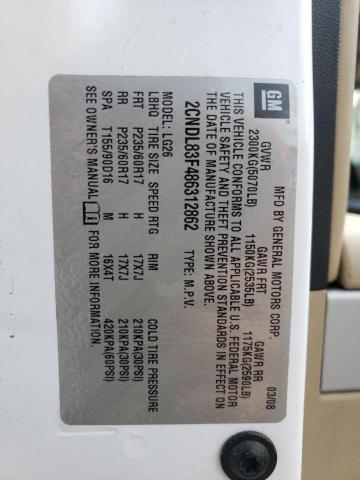 GM
MFD BY GENERAL MOTORS CORP. 03/08
GVWR GAWR FRT GAWR RR
2300KG(5070LB) 1150KG(2535LB) 1175KG(2590LB)
THIS VEHICLE CONFORMS TO ALL APPLICABLE U.S. FEDERAL MOTOR
VEHICLE SAFETY AND THEFT PREVENTION STANDARDS IN EFFECT ON
THE DATE OF MANUFACTURE SHOWN ABOVE.
2CNDL83F486312862 TYPE: M.P.V.
MODEL: LG26
LBHQ TIRE SIZE SPEED RTG RIM COLD TIRE PRESSURE
FRT P235/60R17 H 17X7J 210KPA(30PSI)
RR P235/60R17 H 17X7J 210KPA(30PSI)
SPA T155/90D16 M 16X4T 420KPA(60PSI)
SEE OWNER'S MANUAL FOR ADDITIONAL INFORMATION.